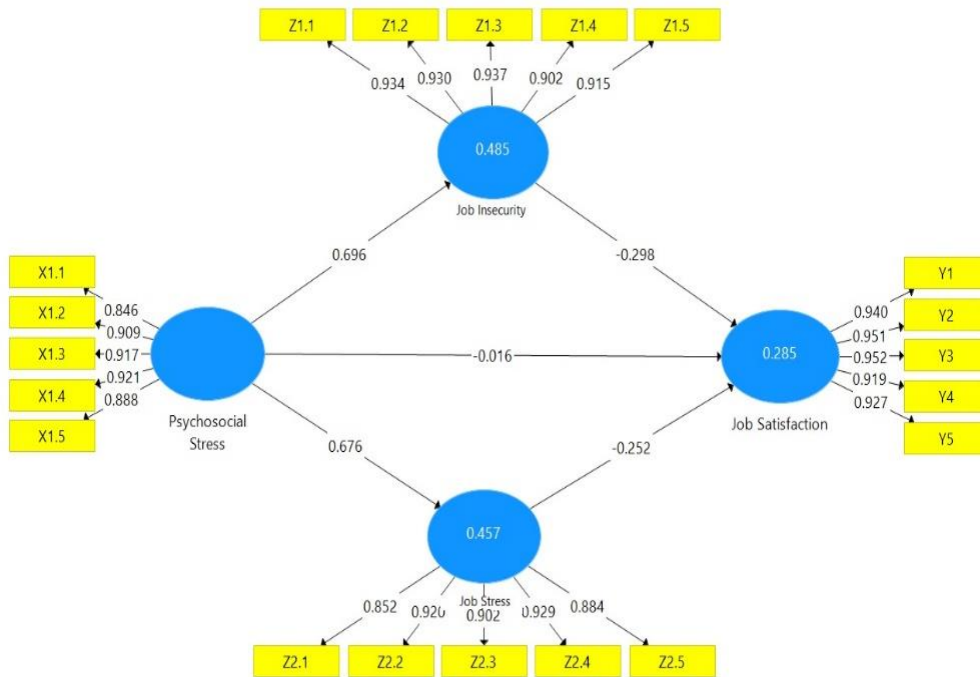 Z1.1 Z1.2 Z1.3 Z1.4 Z1.5
0.934 0.930 0.937 0.902 0.915
0.485
Job Insecurity
0.696 -0.298
X1.1
X1.2
X1.3
X1.4
X1.5
0.846
0.909
0.917
0.921
0.888
Psychosocial
Stress
-0.016
0.285
Job Satisfaction
0.940
0.951
0.952
0.919
0.927
Y1
Y2
Y3
Y4
Y5
0.676 -0.252
0.457
Job Stress
0.852 0.920 0.902 0.929 0.884
Z2.1 Z2.2 Z2.3 Z2.4 Z2.5